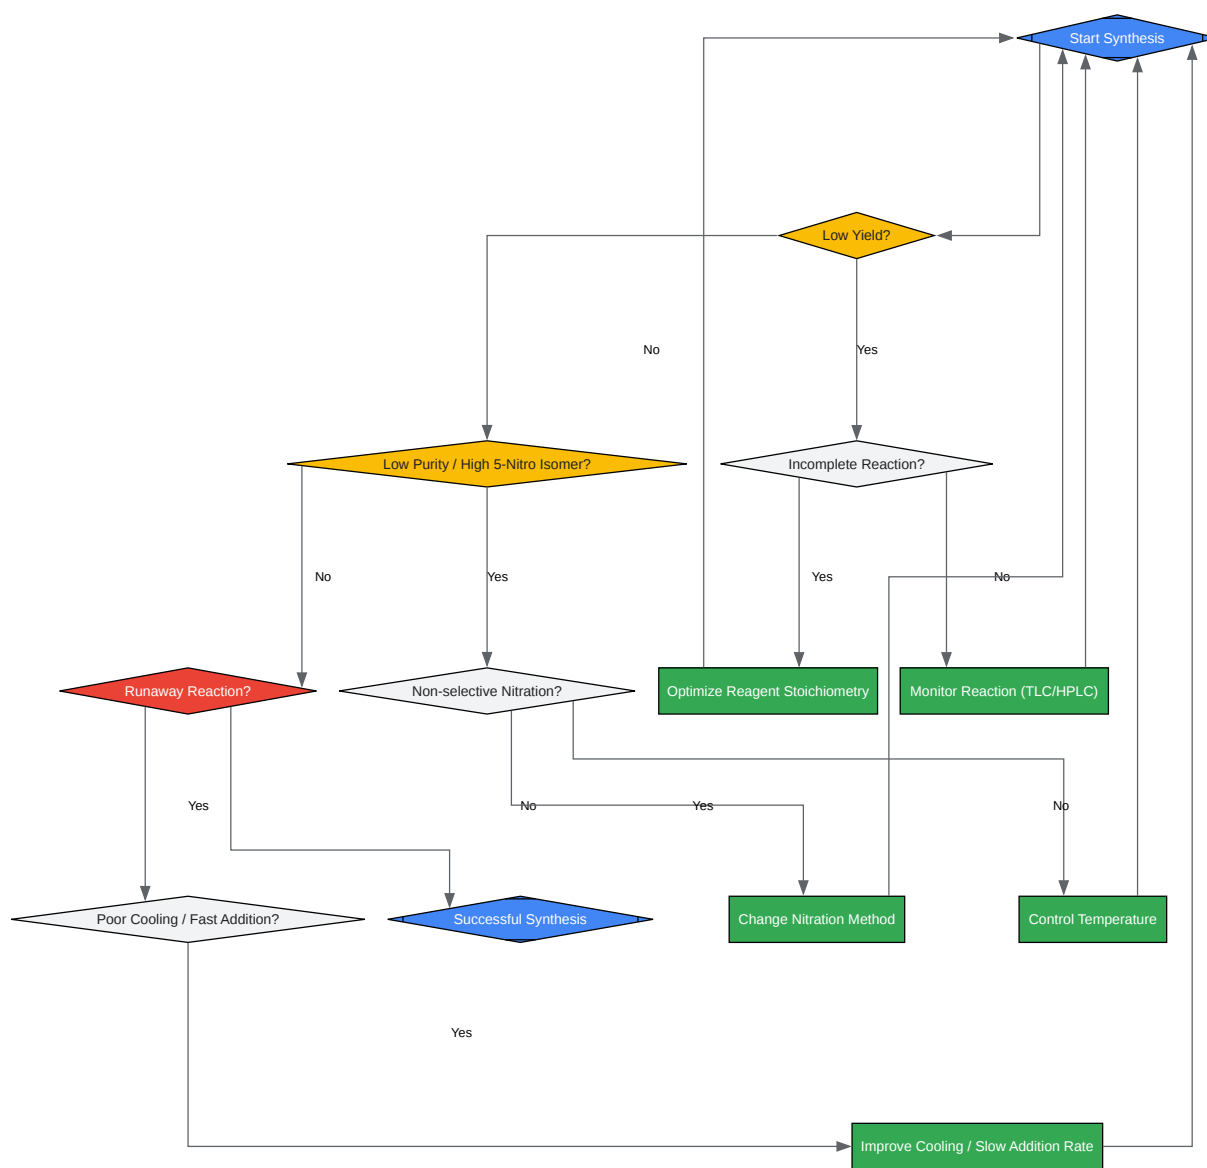 Start Synthesis
Low Yield?
No
Yes
Low Purity / High 5-Nitro Isomer?
Incomplete Reaction?
No
Yes
Yes
No
Runaway Reaction?
Non-selective Nitration?
Optimize Reagent Stoichiometry
Monitor Reaction (TLC/HPLC)
Yes
No
Yes
No
Poor Cooling / Fast Addition?
Successful Synthesis
Change Nitration Method
Control Temperature
Yes
Improve Cooling / Slow Addition Rate